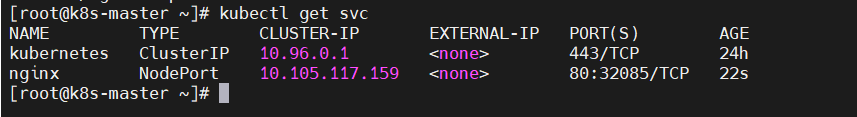 [root@k8s-master ~]# kubectl get svc
NAME         TYPE        CLUSTER-IP       EXTERNAL-IP   PORT(S)        AGE
kubernetes   ClusterIP   10.96.0.1        <none>        443/TCP        24h
nginx        NodePort    10.105.117.159   <none>        80:32085/TCP   22s
[root@k8s-master ~]#